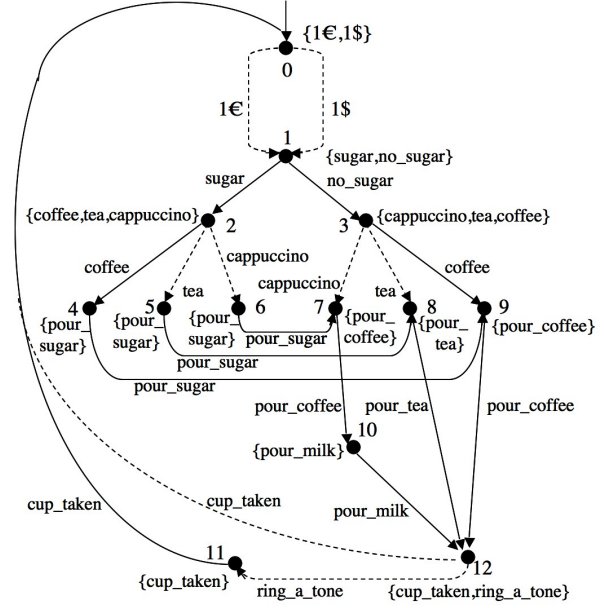 {1€,1$}
0
1€
1$
1
{sugar,no_sugar}
sugar
no_sugar
{coffee,tea,cappuccino}
2
3
{cappuccino,tea,coffee}
cappuccino
coffee
tea
cappuccino
tea
coffee
4
5
6
7
8
9
{pour_
sugar}
{pour_
sugar}
{pour_
sugar}
{pour_
coffee}
{pour_
tea}
{pour_coffee}
pour_sugar
pour_sugar
pour_sugar
pour_coffee
pour_tea
pour_coffee
10
{pour_milk}
pour_milk
cup_taken
cup_taken
11
12
{cup_taken}
ring_a_tone
{cup_taken,ring_a_tone}